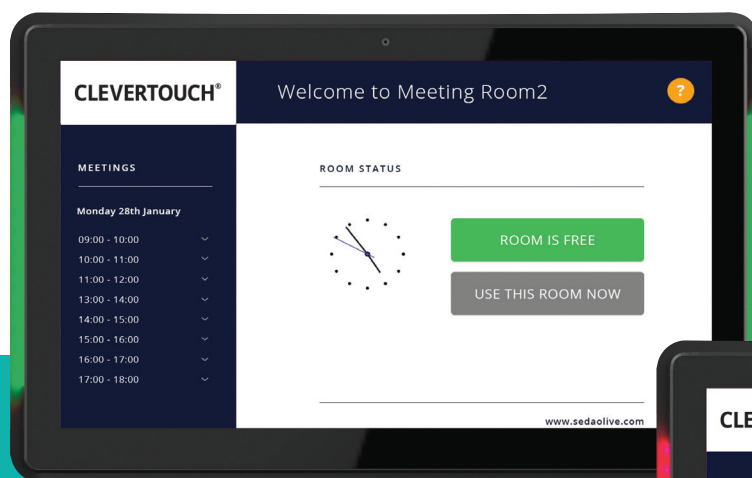 CLEVERTOUCH®
Welcome to Meeting Room2
?
MEETINGS
Monday 28th January
09:00 - 10:00
10:00 - 11:00
11:00 - 12:00
13:00 - 14:00
14:00 - 15:00
15:00 - 16:00
16:00 - 17:00
17:00 - 18:00
ROOM STATUS
ROOM IS FREE
USE THIS ROOM NOW
www.sedaolive.com
CLE